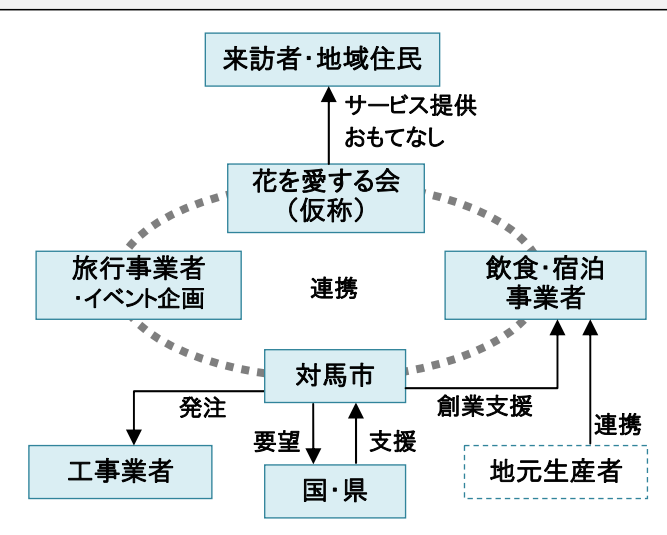 来訪者・地域住民
サービス提供
おもてなし
花を愛する会
（仮称）
旅行事業者
・イベント企画
連携
飲食・宿泊
事業者
対馬市
発注
創業支援
要望
支援
連携
工事業者
国・県
地元生産者